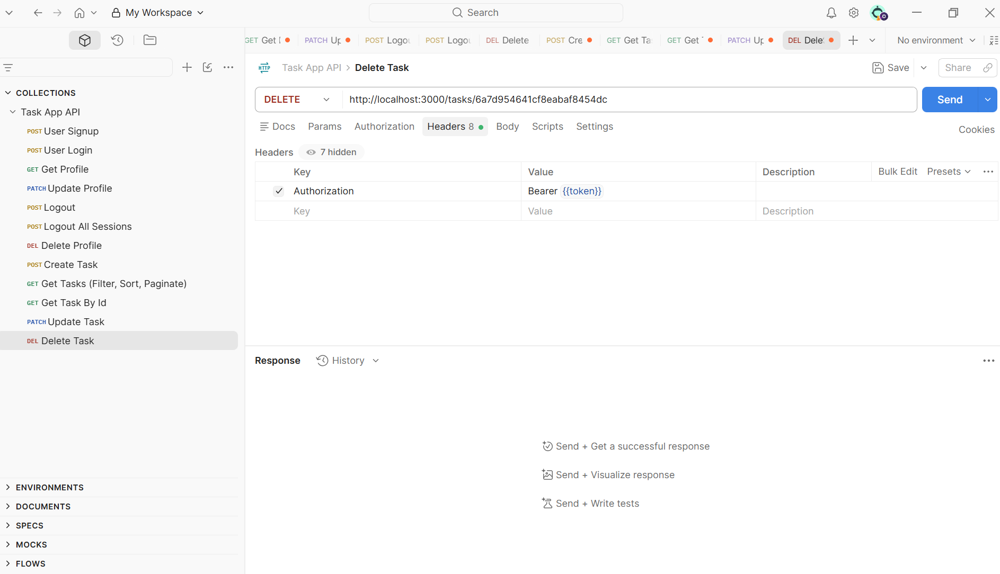 My Workspace
Search
GET Get
PATCH Up
POST Logou
POST Logou
DEL Delete
POST Cre
GET Get Ta
GET Get
PATCH Up
DEL Dele
No environment
Task App API > Delete Task
Save
Share
COLLECTIONS
Task App API
POST User Signup
POST User Login
GET Get Profile
PATCH Update Profile
POST Logout
POST Logout All Sessions
DEL Delete Profile
POST Create Task
GET Get Tasks (Filter, Sort, Paginate)
GET Get Task By Id
PATCH Update Task
DEL Delete Task
ENVIRONMENTS
DOCUMENTS
SPECS
MOCKS
FLOWS
HTTP
DELETE
http://localhost:3000/tasks/6a7d954641cf8eabaf8454dc
Send
Docs Params Authorization Headers 8 Body Scripts Settings
Cookies
Headers 7 hidden
Key Value Description Bulk Edit Presets
Authorization Bearer {{token}}
Key Value Description
Response History
Send + Get a successful response
Send + Visualize response
Send + Write tests